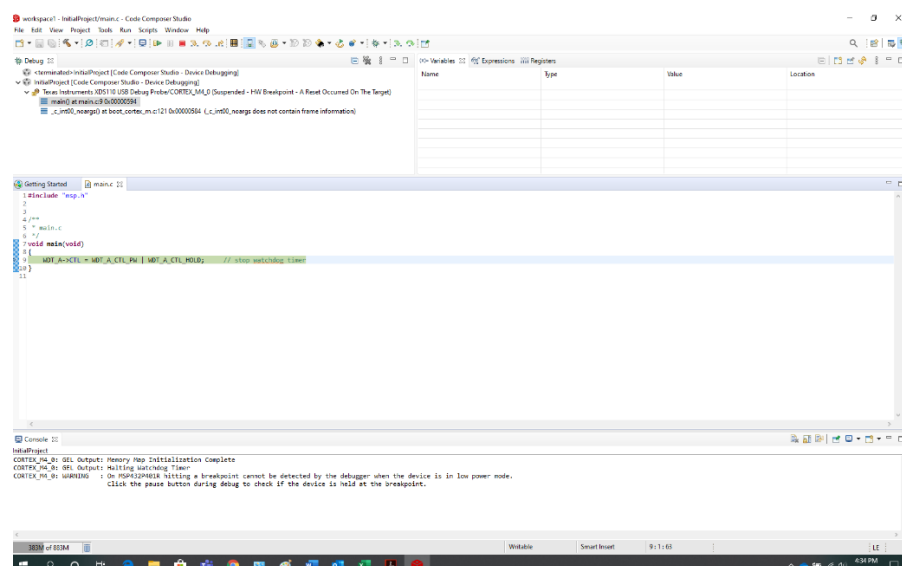 workspace1 - InitialProject/main.c - Code Composer Studio
File Edit View Project Tools Run Scripts Window Help
Debug
<terminated>InitialProject [Code Composer Studio - Device Debugging]
InitialProject [Code Composer Studio - Device Debugging]
Texas Instruments XDS110 USB Debug Probe/CORTEX_M4_0 (Suspended - HW Breakpoint - A Reset Occurred On The Target)
main() at main.c:9 0x00000594
_c_int00_noargs() at boot_cortex_m.c:121 0x00000584 (_c_int00_noargs does not contain frame information)
(x)= Variables Expressions Registers
Name Type Value Location
Getting Started main.c
1 #include "msp.h"
2
3
4 /**
5 * main.c
6 */
7 void main(void)
8 {
9 WDT_A->CTL = WDT_A_CTL_PW | WDT_A_CTL_HOLD; // stop watchdog timer
10 }
11
Console
InitialProject
CORTEX_M4_0: GEL Output: Memory Map Initialization Complete
CORTEX_M4_0: GEL Output: Halting Watchdog Timer
CORTEX_M4_0: WARNING : On MSP432P401R hitting a breakpoint cannot be detected by the debugger when the device is in low power mode.
Click the pause button during debug to check if the device is held at the breakpoint.
383M of 883M Writable Smart Insert 9 : 1 : 63 LE
4:34 PM